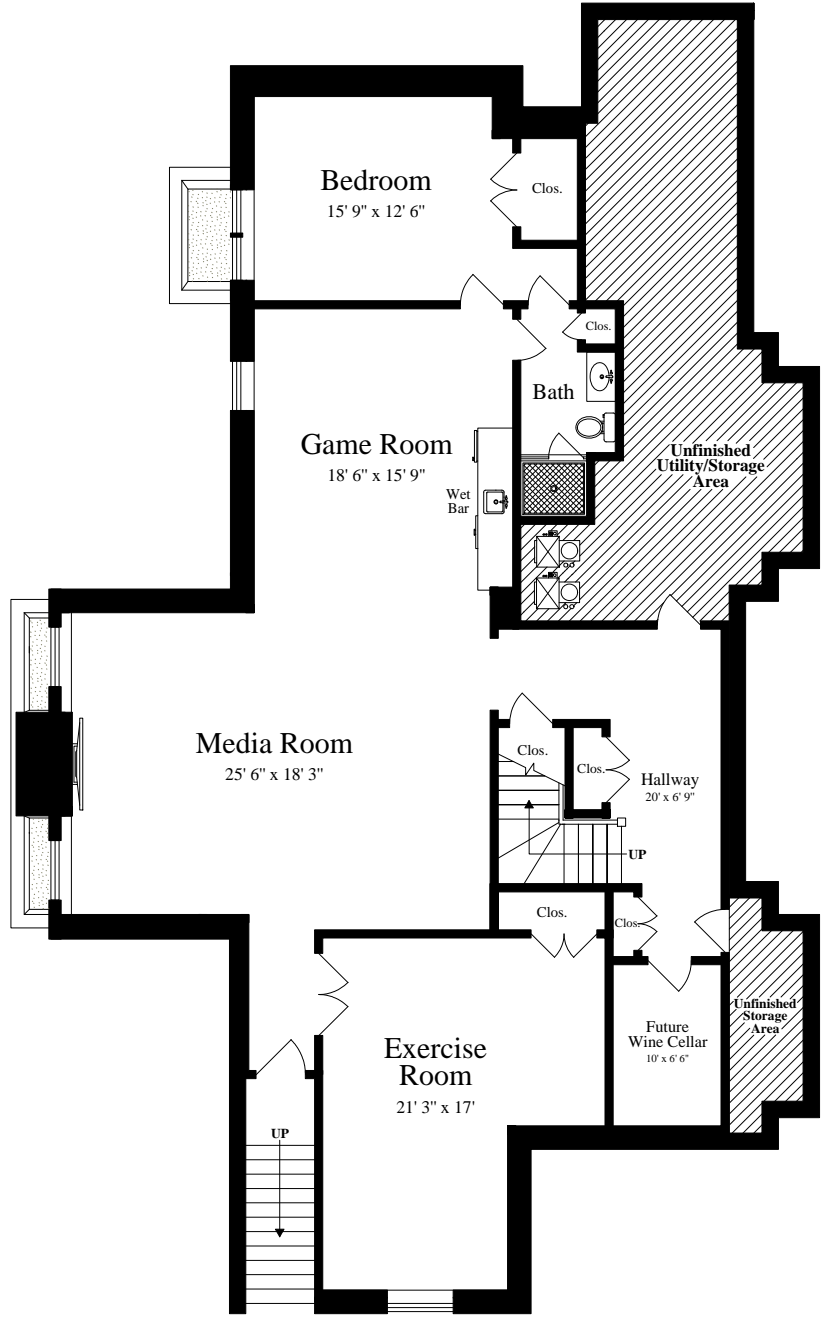 Bedroom
15' 9" x 12' 6"
Clos.
Clos.
Bath
Game Room
18' 6" x 15' 9"
Wet
Bar
Unfinished
Utility/Storage
Area
Media Room
25' 6" x 18' 3"
Clos.
Clos.
Hallway
20' x 6' 9"
UP
Clos.
Clos.
Unfinished
Storage
Area
Future
Wine Cellar
10' x 6' 6"
Exercise
Room
21' 3" x 17'
UP